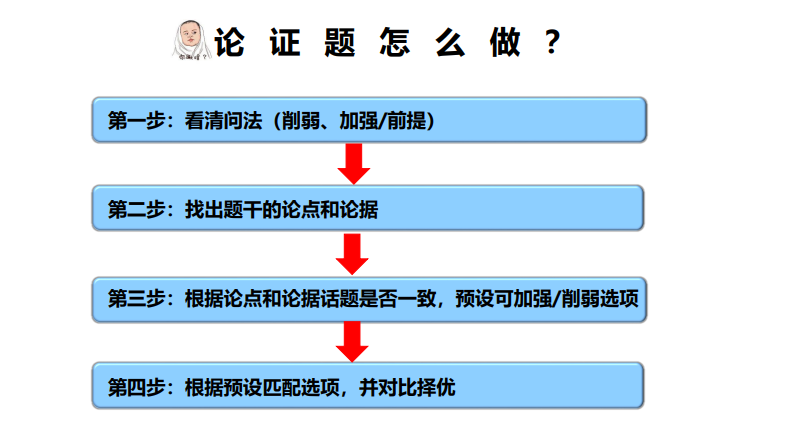 论证题怎么做？
第一步：看清问法（削弱、加强/前提）
第二步：找出题干的论点和论据
第三步：根据论点和论据话题是否一致，预设可加强/削弱选项
第四步：根据预设匹配选项，并对比择优